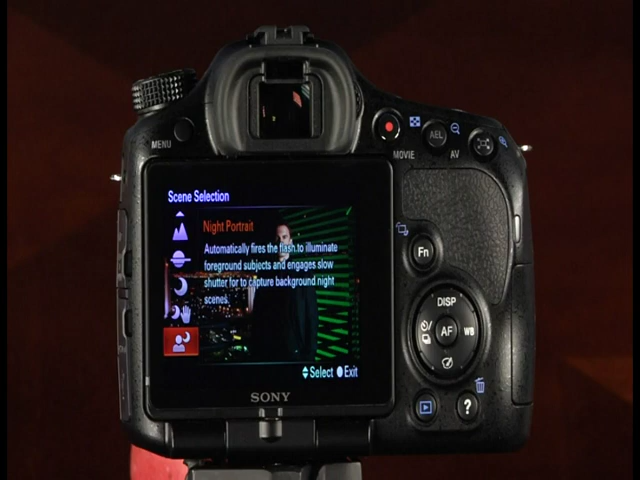 MENU
MOVIE
AEL
AV
Scene Selection
Night Portrait
Automatically fires the flash to illuminate
foreground subjects and engages slow
shutter for to capture background night
scenes.
Select Exit
SONY
Fn
DISP
AF
WB
?